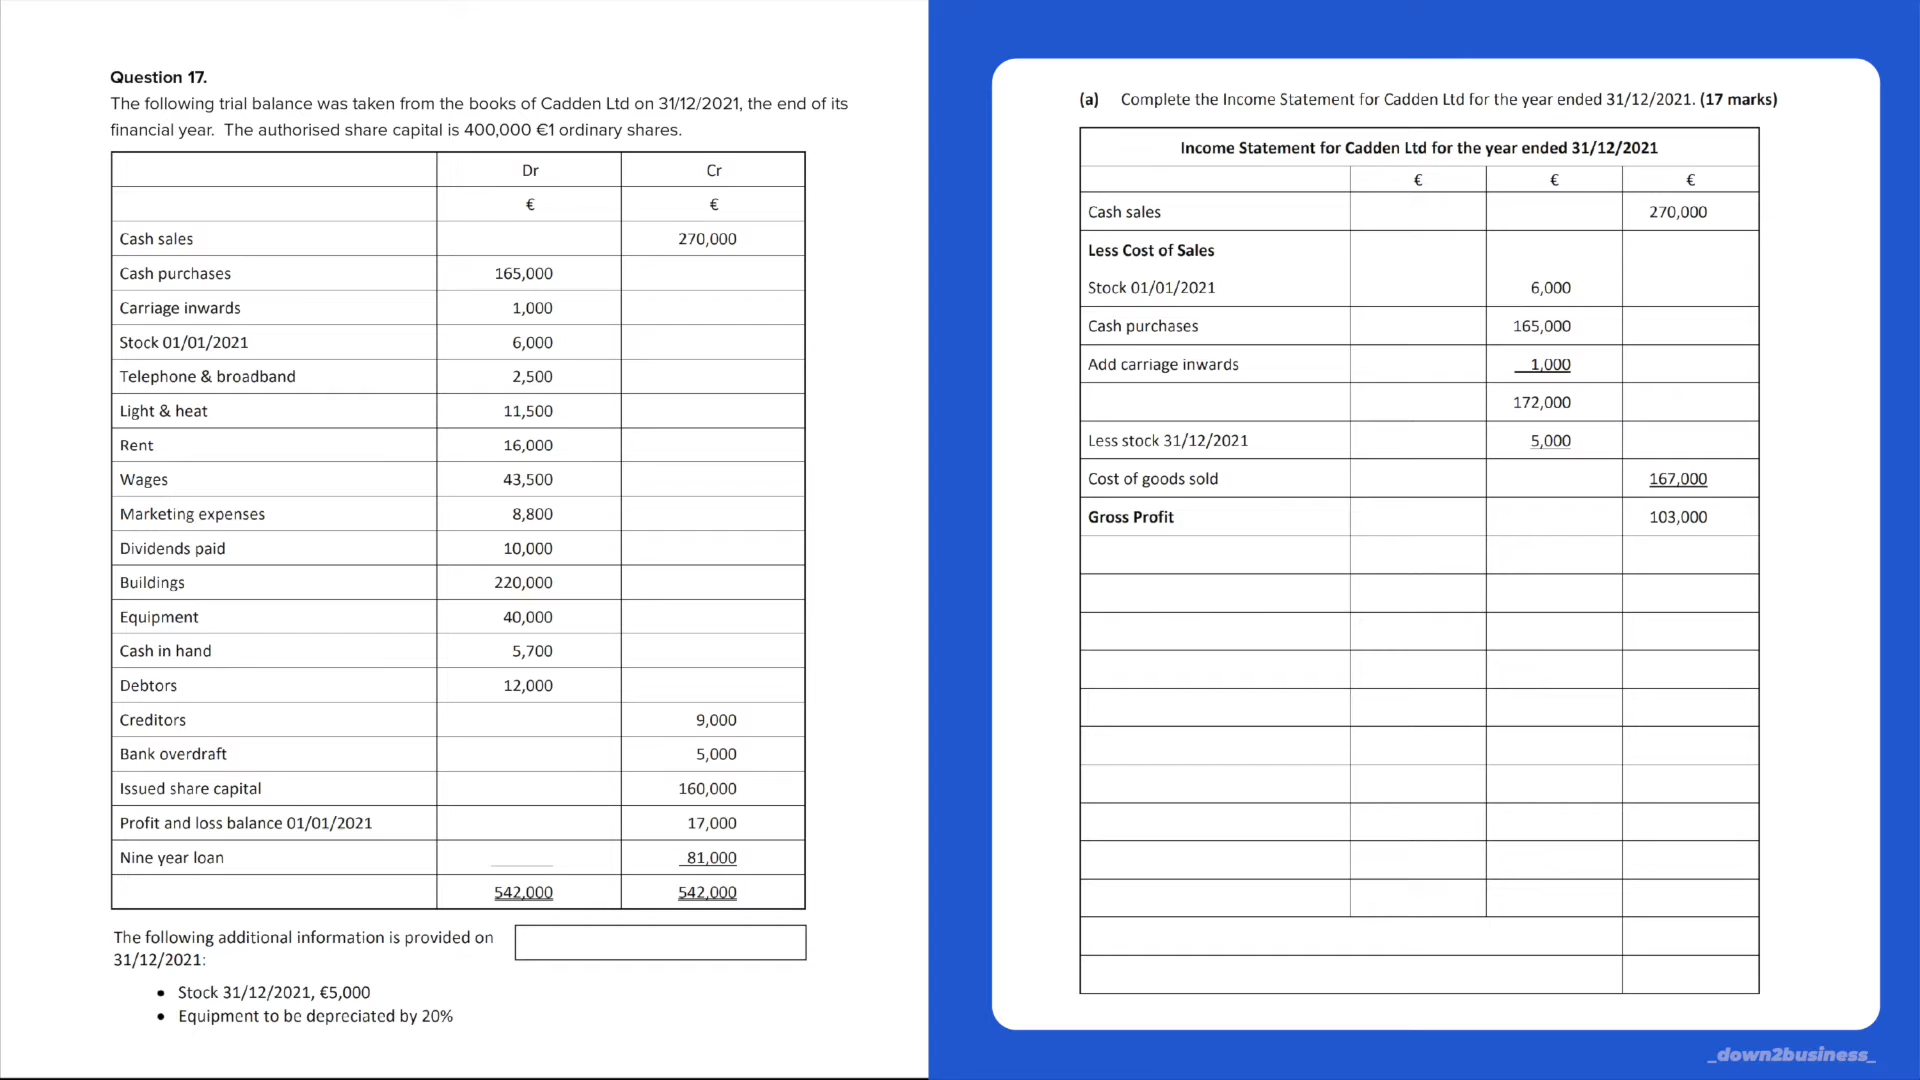 Question 17.
The following trial balance was taken from the books of Cadden Ltd on 31/12/2021, the end of its
financial year. The authorised share capital is 400,000 €1 ordinary shares.
Dr Cr
€ €
Cash sales 270,000
Cash purchases 165,000
Carriage inwards 1,000
Stock 01/01/2021 6,000
Telephone & broadband 2,500
Light & heat 11,500
Rent 16,000
Wages 43,500
Marketing expenses 8,800
Dividends paid 10,000
Buildings 220,000
Equipment 40,000
Cash in hand 5,700
Debtors 12,000
Creditors 9,000
Bank overdraft 5,000
Issued share capital 160,000
Profit and loss balance 01/01/2021 17,000
Nine year loan 81,000
542,000 542,000
The following additional information is provided on
31/12/2021:
• Stock 31/12/2021, €5,000
• Equipment to be depreciated by 20%
(a) Complete the Income Statement for Cadden Ltd for the year ended 31/12/2021. (17 marks)
Income Statement for Cadden Ltd for the year ended 31/12/2021
€ € €
Cash sales 270,000
Less Cost of Sales
Stock 01/01/2021 6,000
Cash purchases 165,000
Add carriage inwards 1,000
172,000
Less stock 31/12/2021 5,000
Cost of goods sold 167,000
Gross Profit 103,000
_down2business_